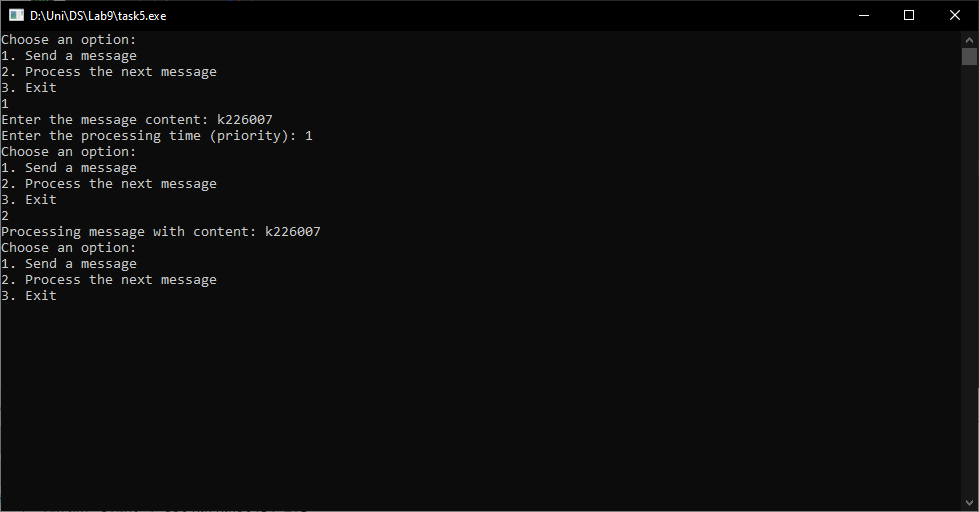 D:\Uni\DS\Lab9\task5.exe
Choose an option:
1. Send a message
2. Process the next message
3. Exit
1
Enter the message content: k226007
Enter the processing time (priority): 1
Choose an option:
1. Send a message
2. Process the next message
3. Exit
2
Processing message with content: k226007
Choose an option:
1. Send a message
2. Process the next message
3. Exit